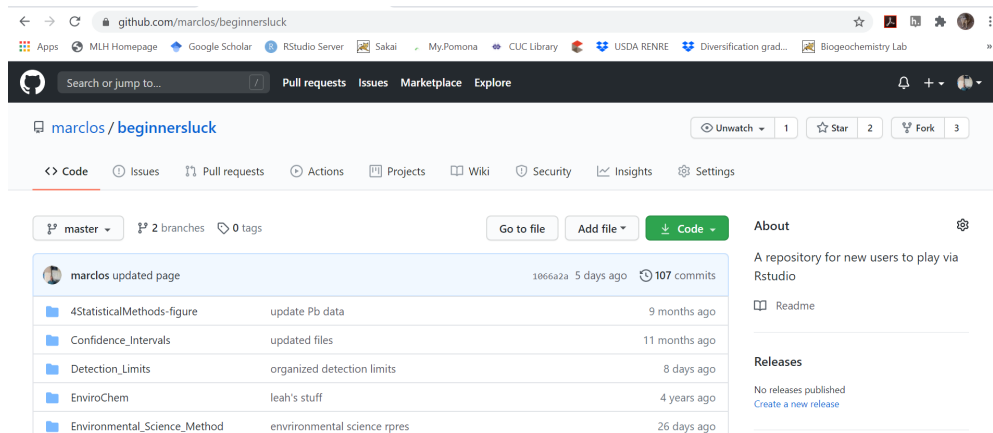 github.com/marclos/beginnersluck
Apps MLH Homepage Google Scholar RStudio Server Sakai My.Pomona CUC Library USDA RENRE Diversification grad... Biogeochemistry Lab »
Search or jump to... / Pull requests Issues Marketplace Explore
marclos / beginnersluck Unwatch 1 Star 2 Fork 3
Code Issues Pull requests Actions Projects Wiki Security Insights Settings
master 2 branches 0 tags Go to file Add file Code About
A repository for new users to play via
Rstudio
marclos updated page 1066a2a 5 days ago 107 commits
Readme
4StatisticalMethods-figure update Pb data 9 months ago
Confidence_Intervals updated files 11 months ago
Releases
Detection_Limits organized detection limits 8 days ago
No releases published
EnviroChem leah's stuff 4 years ago
Create a new release
Environmental_Science_Method envrironmental science rpres 26 days ago